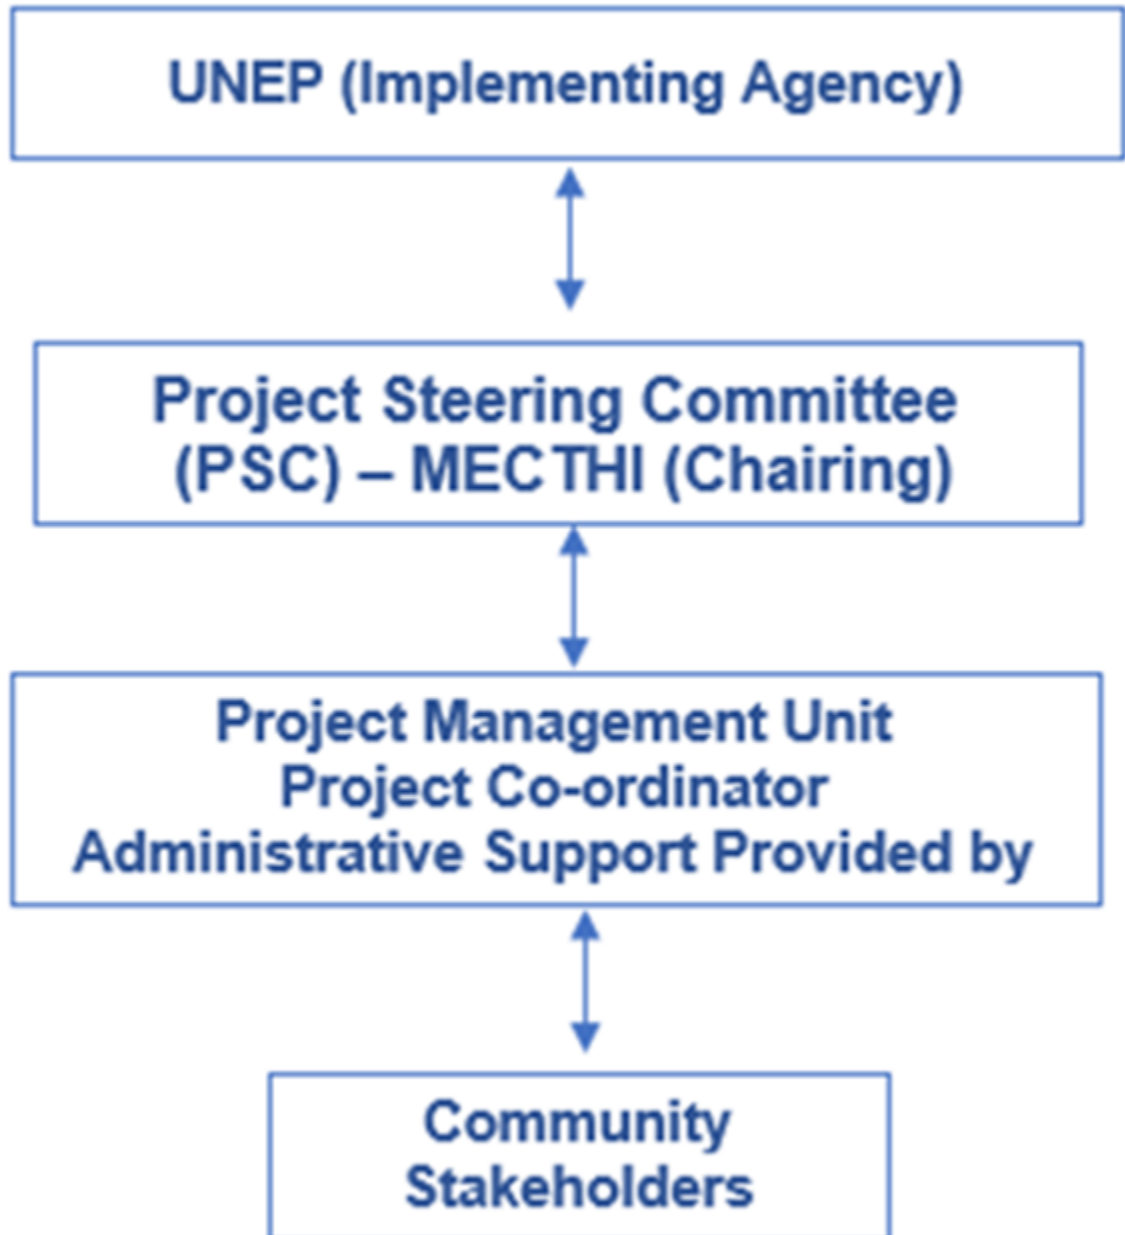 UNEP (Implementing Agency)
Project Steering Committee
(PSC) – MECTHI (Chairing)
Project Management Unit
Project Co-ordinator
Administrative Support Provided by
Community
Stakeholders